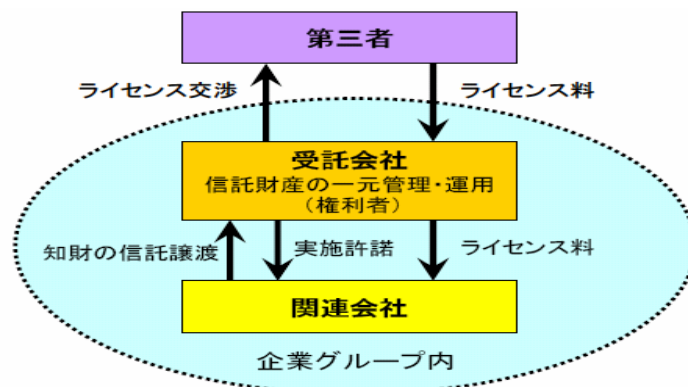 第三者
ライセンス交渉
ライセンス料
受託会社
信託財産の一元管理・運用
（権利者）
知財の信託譲渡
実施許諾
ライセンス料
関連会社
企業グループ内